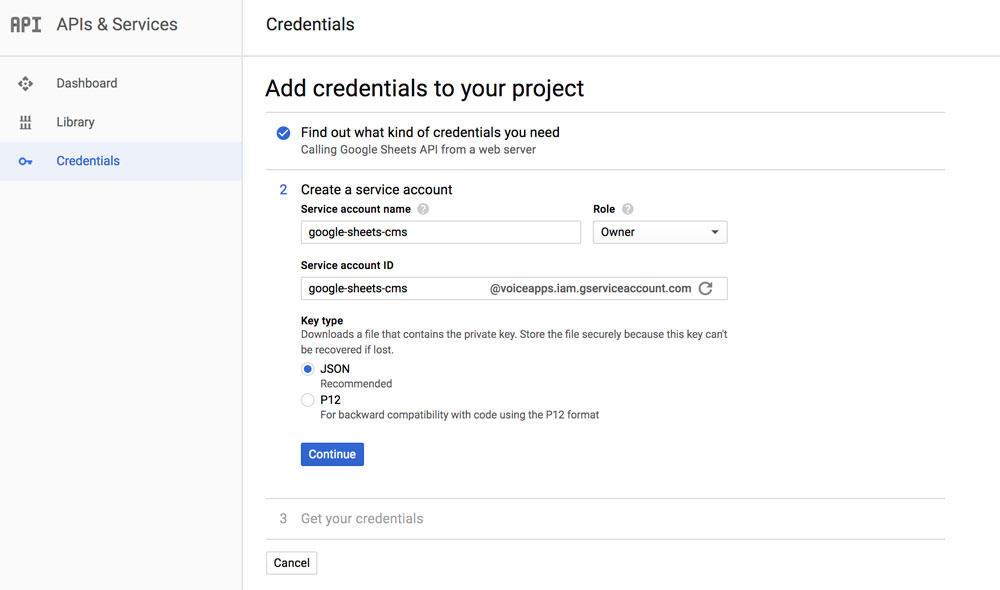 API APIs & Services
Credentials
Dashboard
Library
Credentials
Add credentials to your project
Find out what kind of credentials you need
Calling Google Sheets API from a web server
2 Create a service account
Service account name ? Role ?
google-sheets-cms Owner
Service account ID
google-sheets-cms @voiceapps.iam.gserviceaccount.com
Key type
Downloads a file that contains the private key. Store the file securely because this key can't
be recovered if lost.
JSON
Recommended
P12
For backward compatibility with code using the P12 format
Continue
3 Get your credentials
Cancel